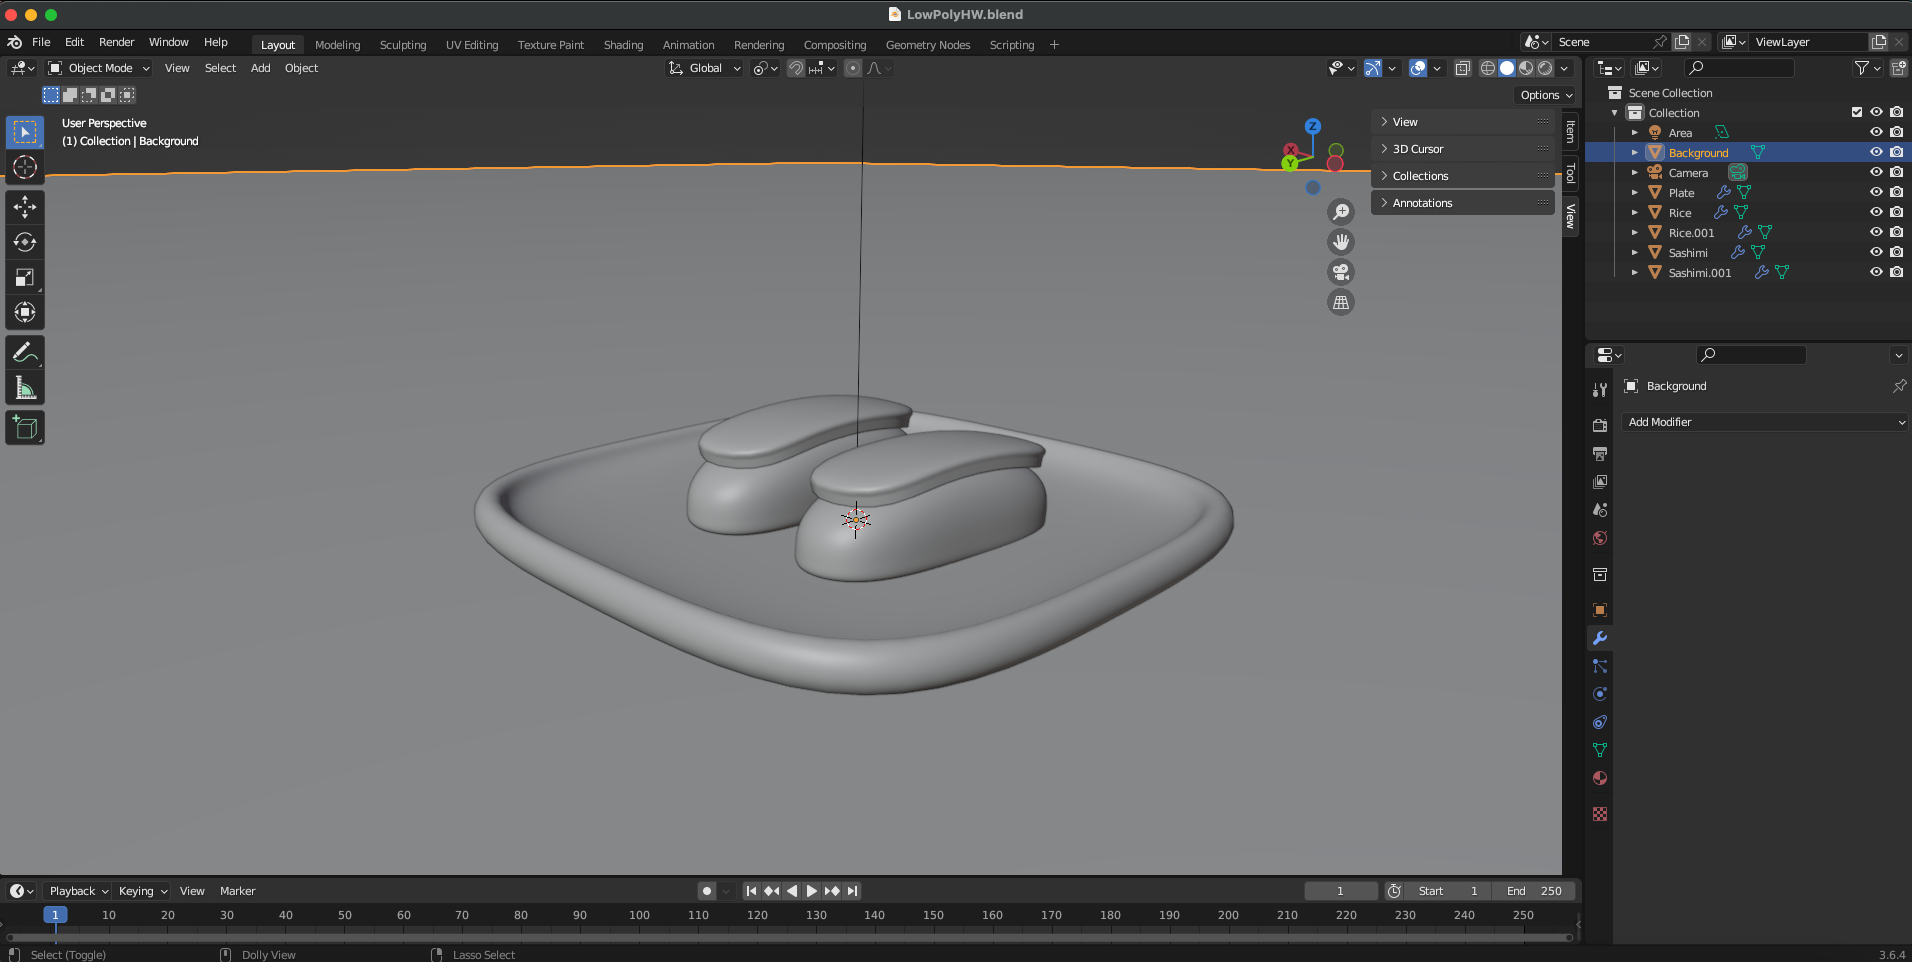 LowPolyHW.blend
File Edit Render Window Help Layout Modeling Sculpting UV Editing Texture Paint Shading Animation Rendering Compositing Geometry Nodes Scripting + Scene ViewLayer
Object Mode View Select Add Object Global
Options
User Perspective
(1) Collection | Background
Z
X
Y
View
3D Cursor
Collections
Annotations
Item
Tool
View
Scene Collection
Collection
Area
Background
Camera
Plate
Rice
Rice.001
Sashimi
Sashimi.001
Background
Add Modifier
Playback Keying View Marker 1 Start 1 End 250
1 10 20 30 40 50 60 70 80 90 100 110 120 130 140 150 160 170 180 190 200 210 220 230 240 250
Select (Toggle) Dolly View Lasso Select 3.6.4